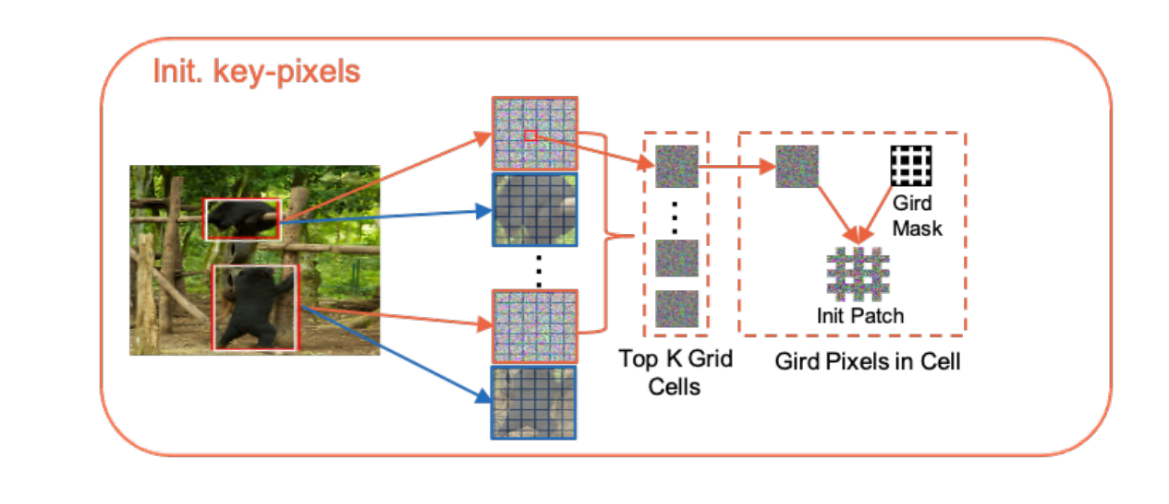 Init. key-pixels
Gird
Mask
Init Patch
Top K Grid
Cells
Gird Pixels in Cell